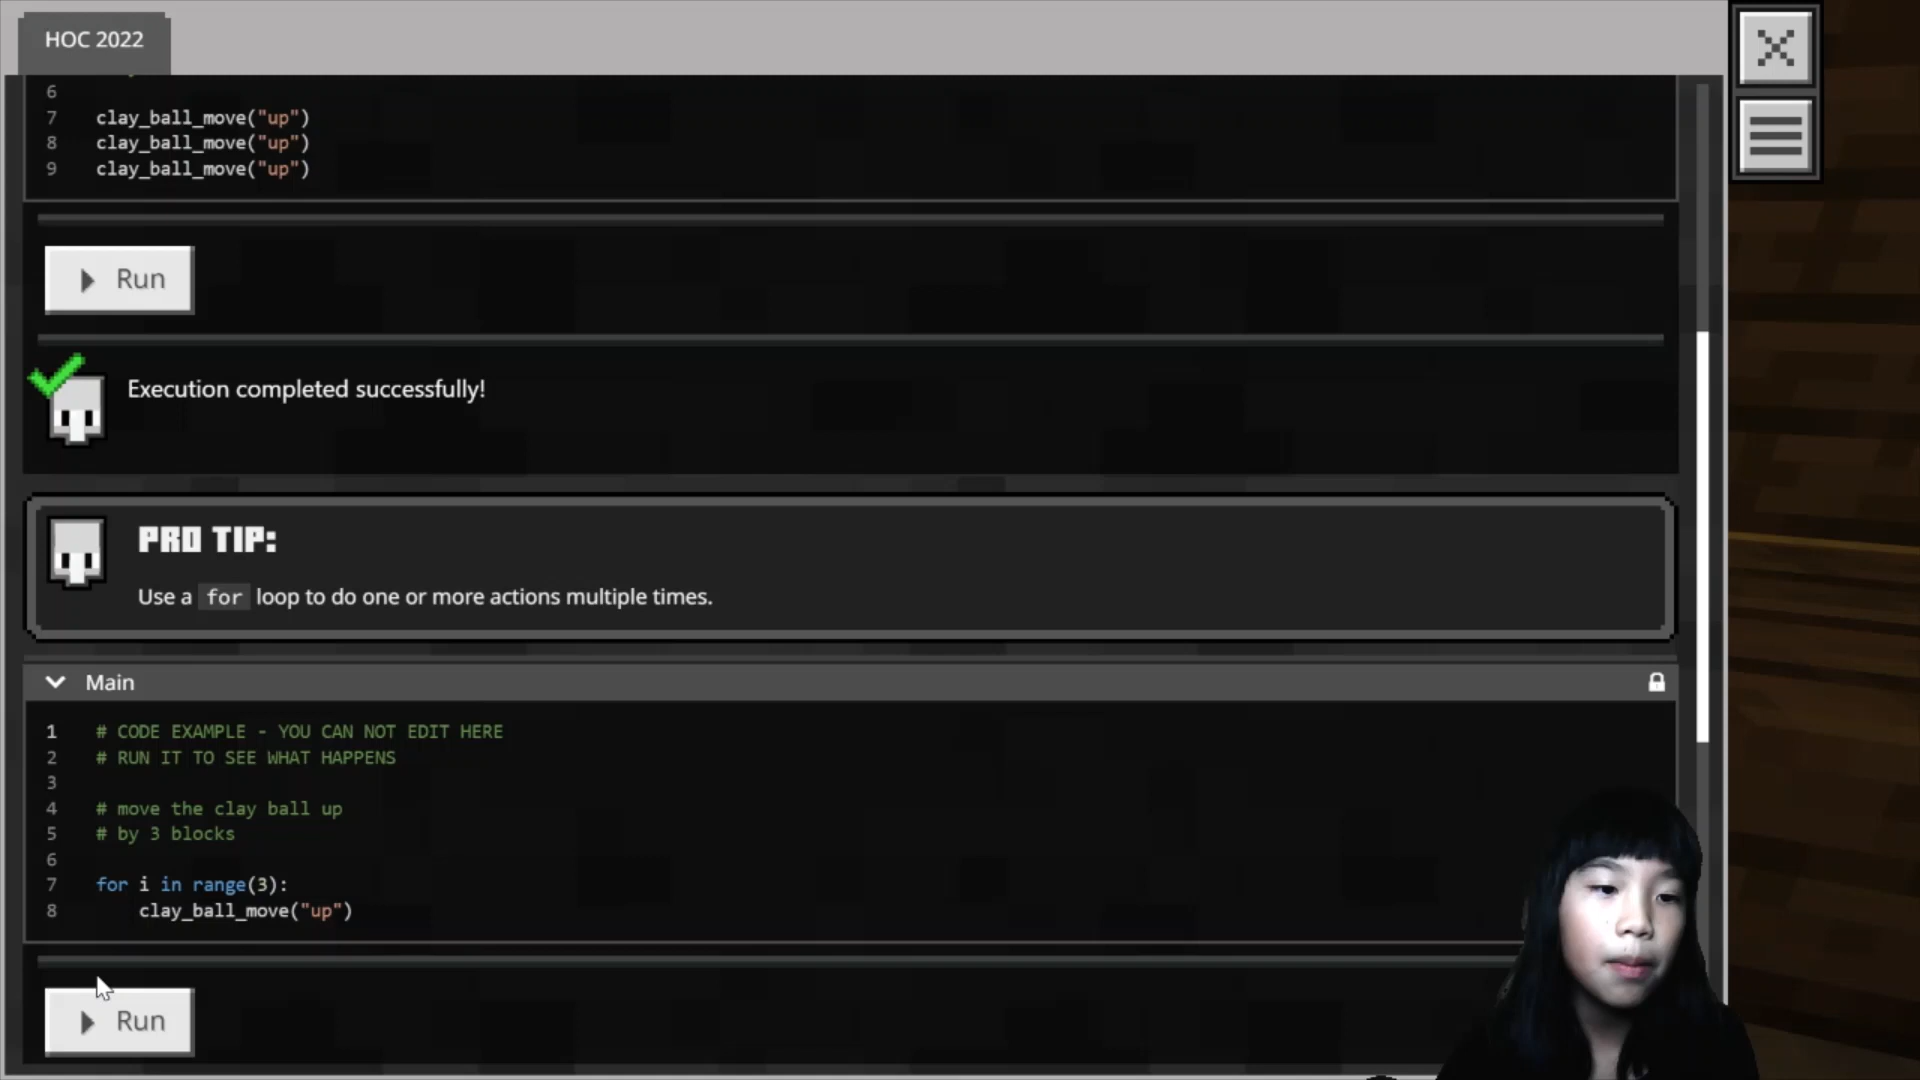 HOC 2022
6
7 clay_ball_move("up")
8 clay_ball_move("up")
9 clay_ball_move("up")
Run
Execution completed successfully!
PRO TIP:
Use a for loop to do one or more actions multiple times.
Main
1 # CODE EXAMPLE - YOU CAN NOT EDIT HERE
2 # RUN IT TO SEE WHAT HAPPENS
3
4 # move the clay ball up
5 # by 3 blocks
6
7 for i in range(3):
8 clay_ball_move("up")
Run